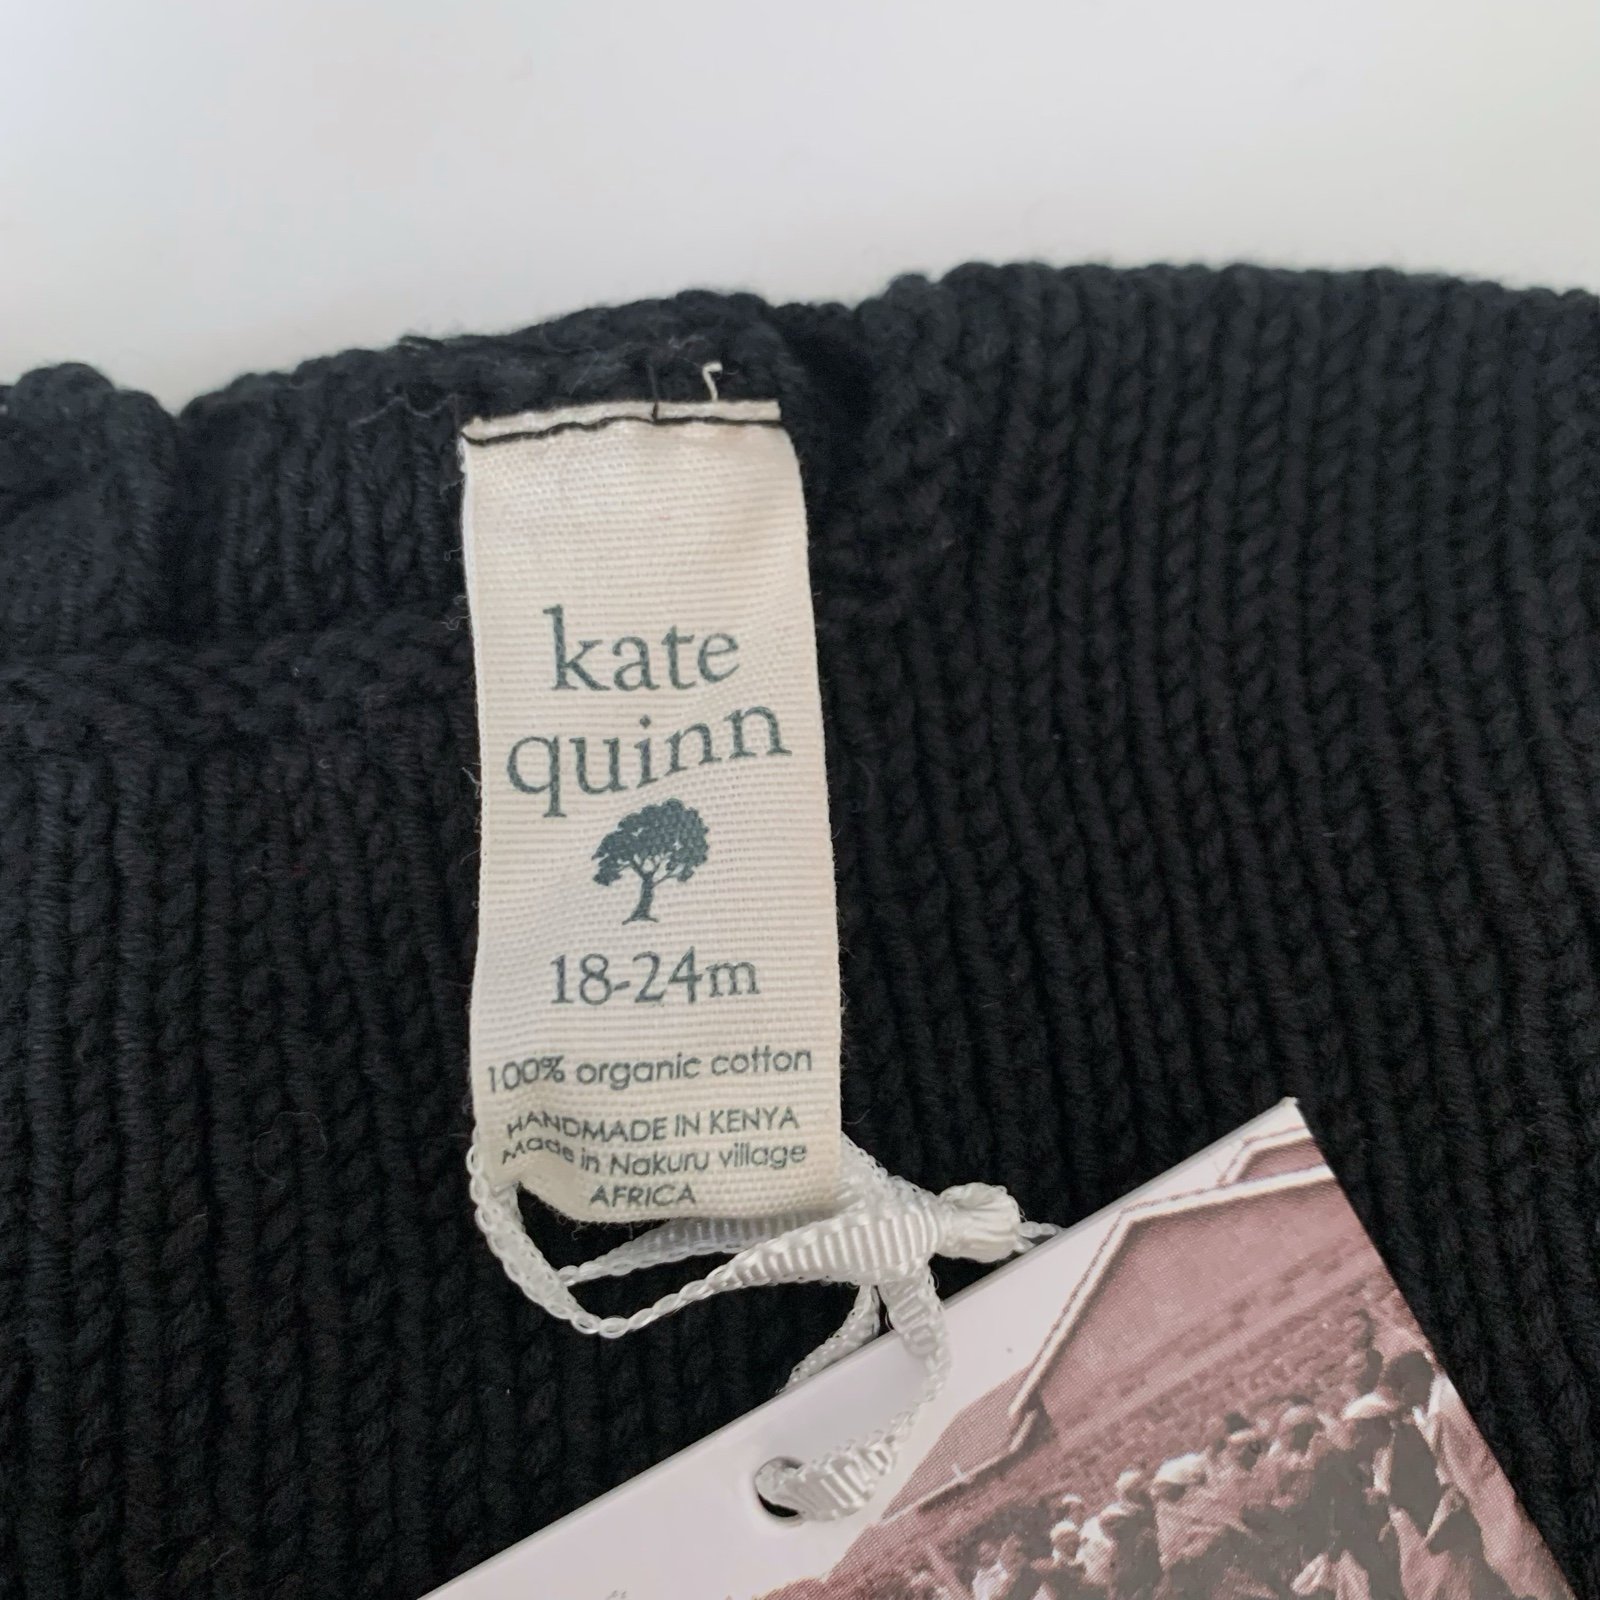 kate
quinn
18-24m
100% organic cotton
HANDMADE IN KENYA
Made in Nakuru village
AFRICA